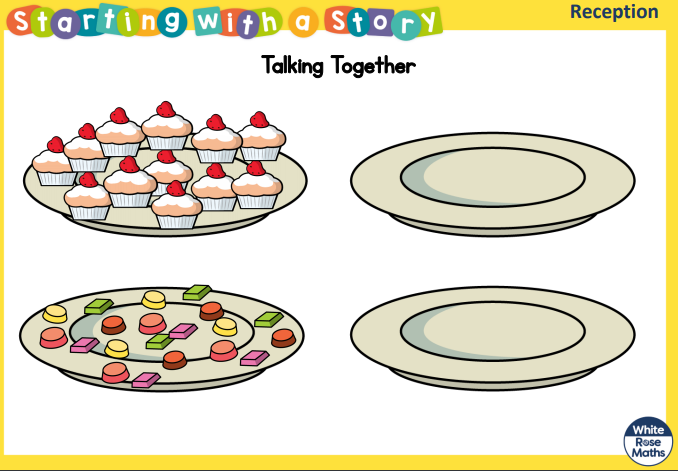 Starting with a Story
Reception
Talking Together
White
Rose
Maths